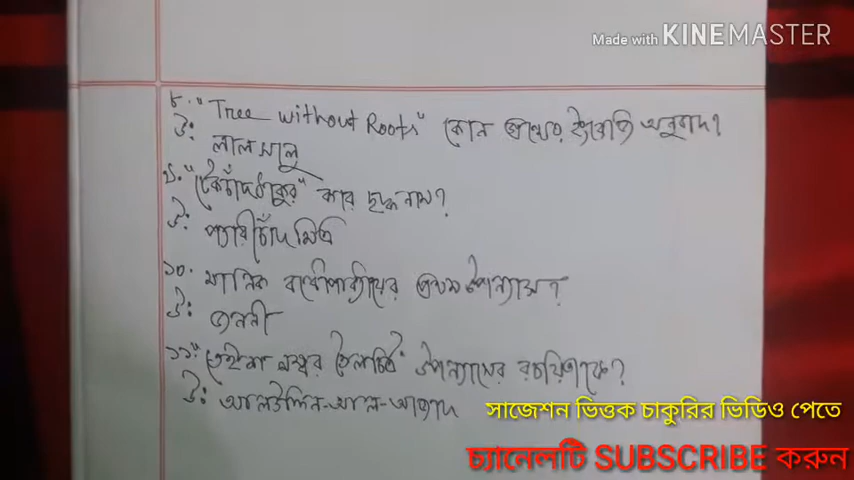 Made with KINEMASTER
৮. "Tree without Roots" কোন গ্রন্থের ইংরেজি অনুবাদ?
উ: লালসালু
৯. "টেকচাঁদ ঠাকুর" কার ছদ্মনাম?
উ: প্যারীচাঁদ মিত্র
১০. মানিক বন্দোপাধ্যায়ের প্রথম উপন্যাস?
উ: জননী
১১. "তেইশ নম্বর তৈলচিত্র" উপন্যাসের রচয়িতা কে?
উ: আলাউদ্দিন-আল-আজাদ
সাজেশন ভিত্তক চাকুরির ভিডিও পেতে
চ্যানেলটি SUBSCRIBE করুন